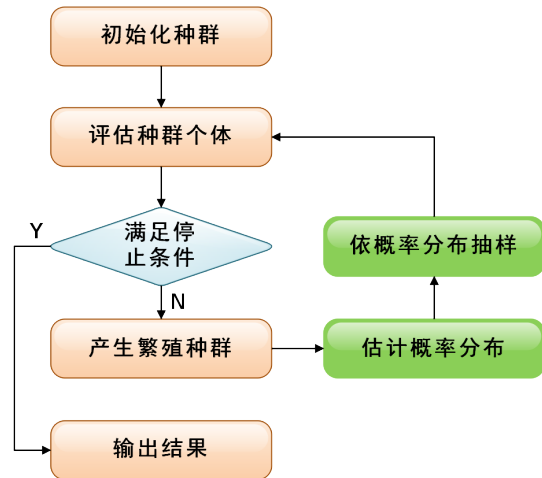 初始化种群
评估种群个体
Y
满足停
止条件
依概率分布抽样
N
产生繁殖种群
估计概率分布
输出结果